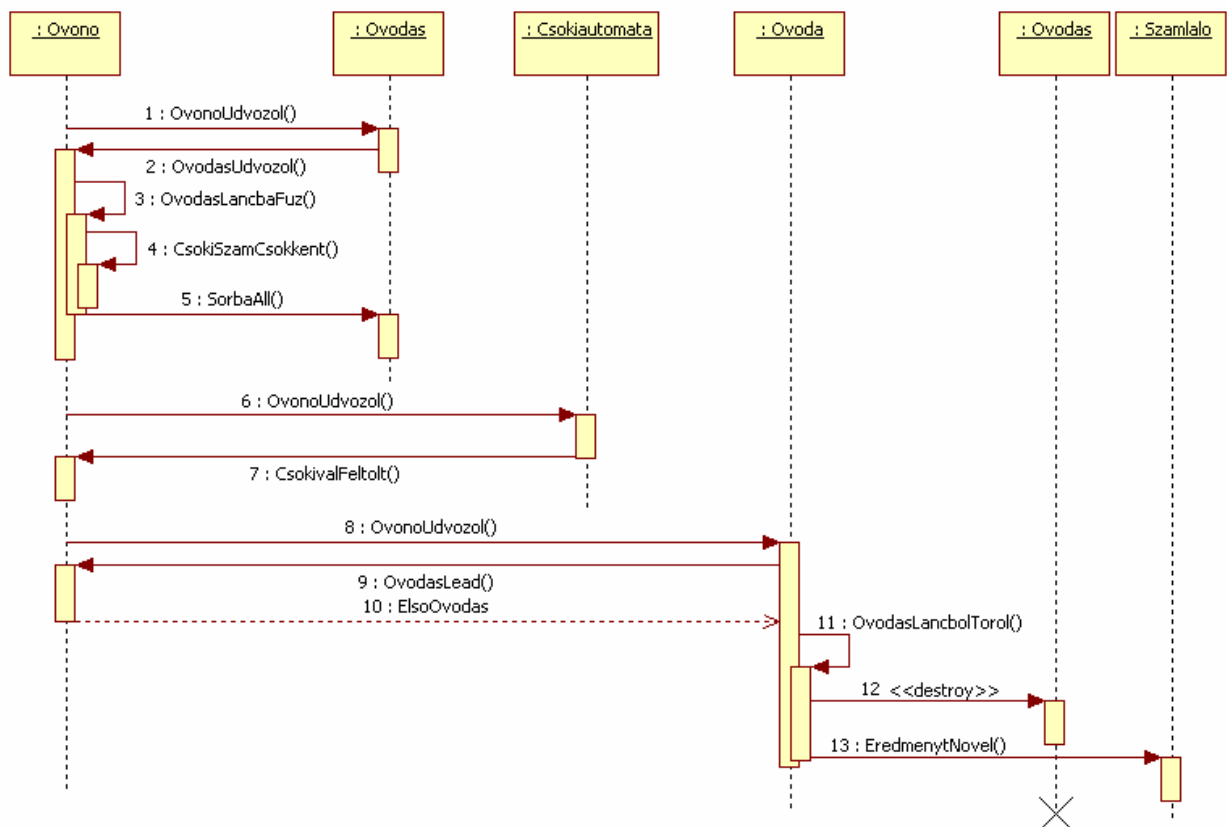 : Ovono
: Ovodas
: Csokiautomata
: Ovoda
: Ovodas
: Szamlalo
1 : OvonoUdvozol()
2 : OvodasUdvozol()
3 : OvodasLancbaFuz()
4 : CsokiSzamCsokkent()
5 : SorbaAll()
6 : OvonoUdvozol()
7 : CsokivalFeltolt()
8 : OvonoUdvozol()
9 : OvodasLead()
10 : ElsoOvodas
11 : OvodasLancbolTorol()
12 <<destroy>>
13 : EredmenytNovel()